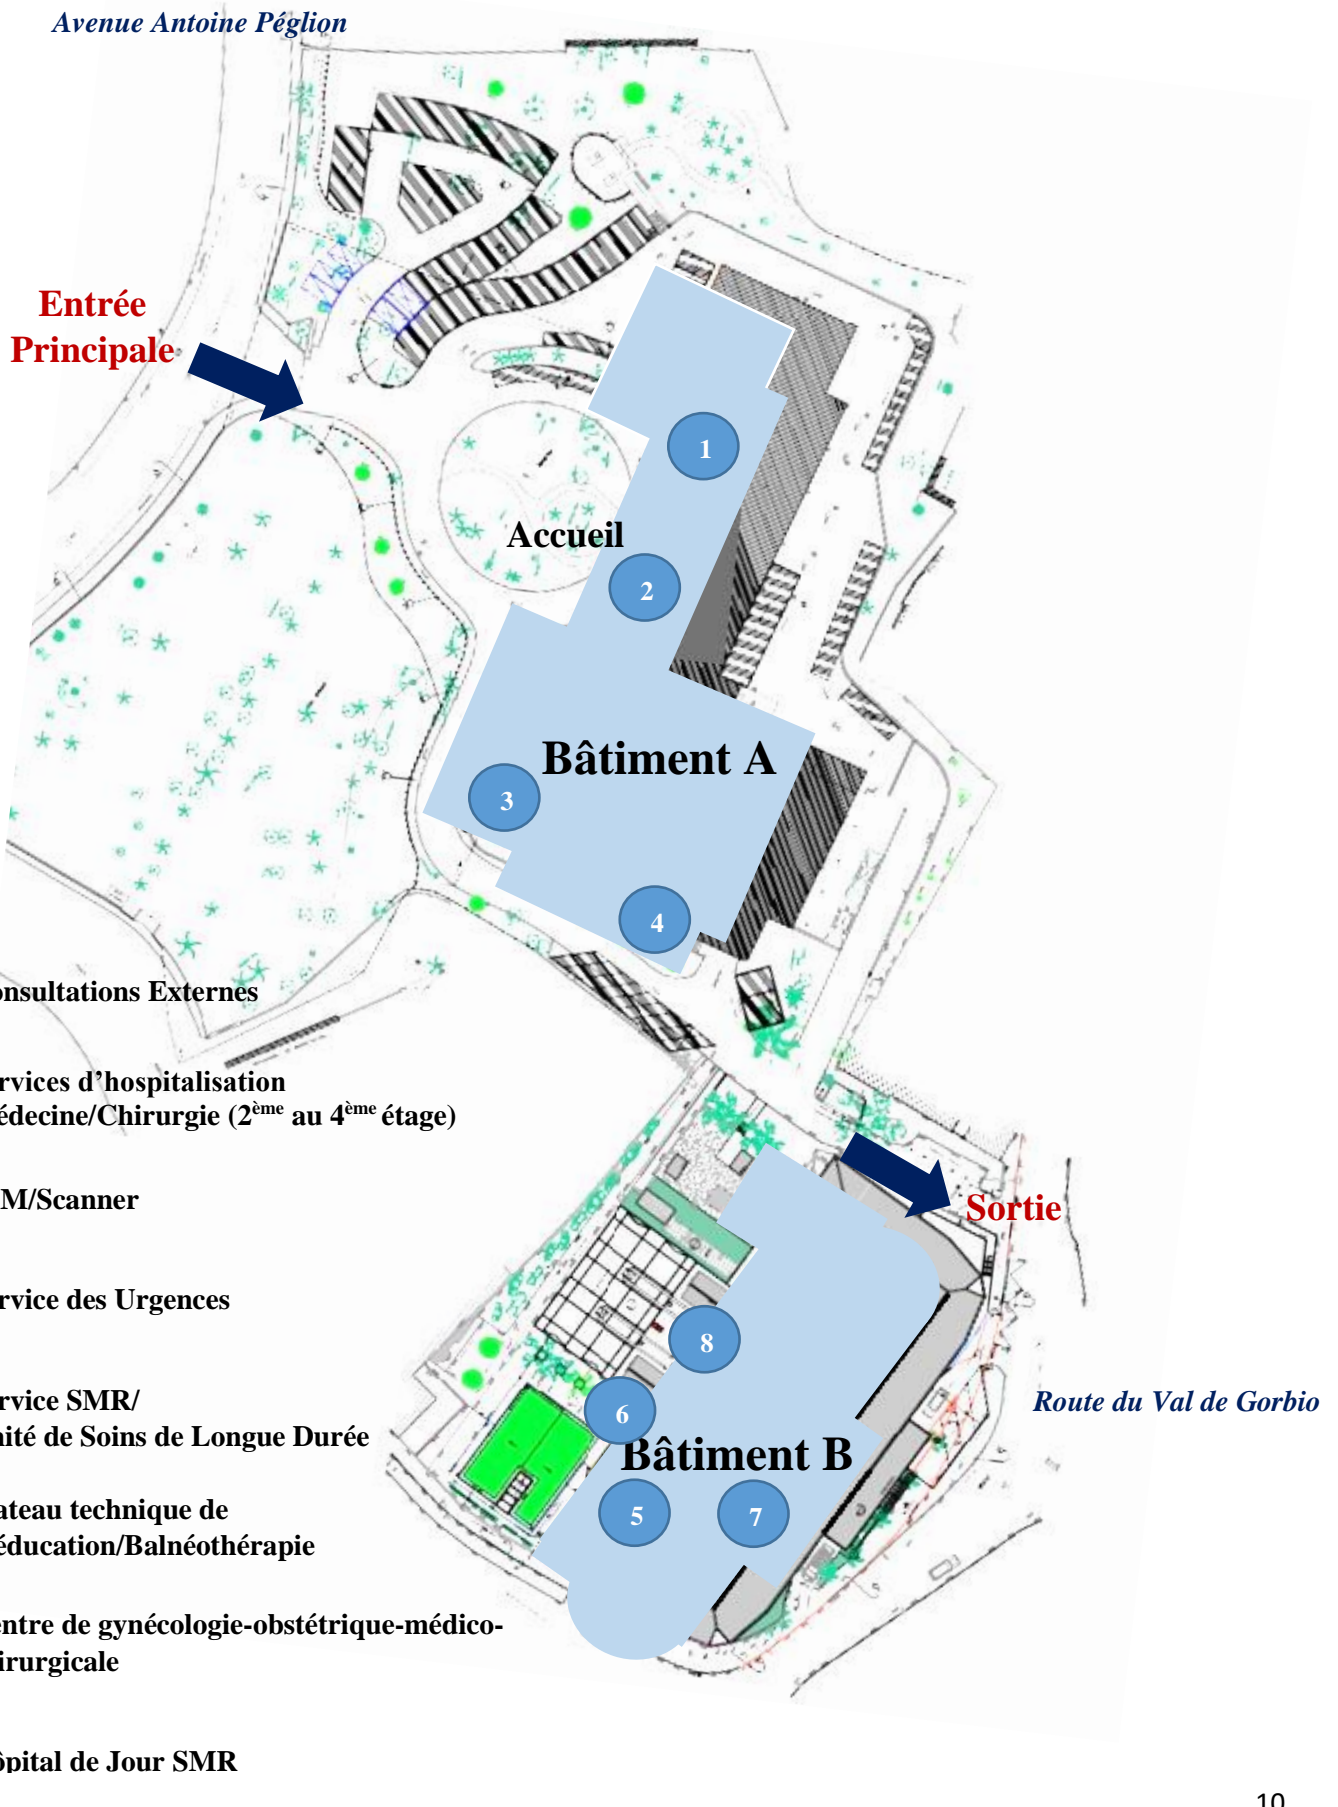 Avenue Antoine Péglion
Entrée
Principale
1
Accueil
2
Bâtiment A
3
4
onsultations Externes
rvices d’hospitalisation
édecine/Chirurgie (2ème au 4ème étage)
M/Scanner
Sortie
rvice des Urgences
8
rvice SMR/
Route du Val de Gorbio
6
nité de Soins de Longue Durée
Bâtiment B
ateau technique de
5
7
éducation/Balnéothérapie
entre de gynécologie-obstétrique-médico-
irurgicale
ôpital de Jour SMR
10